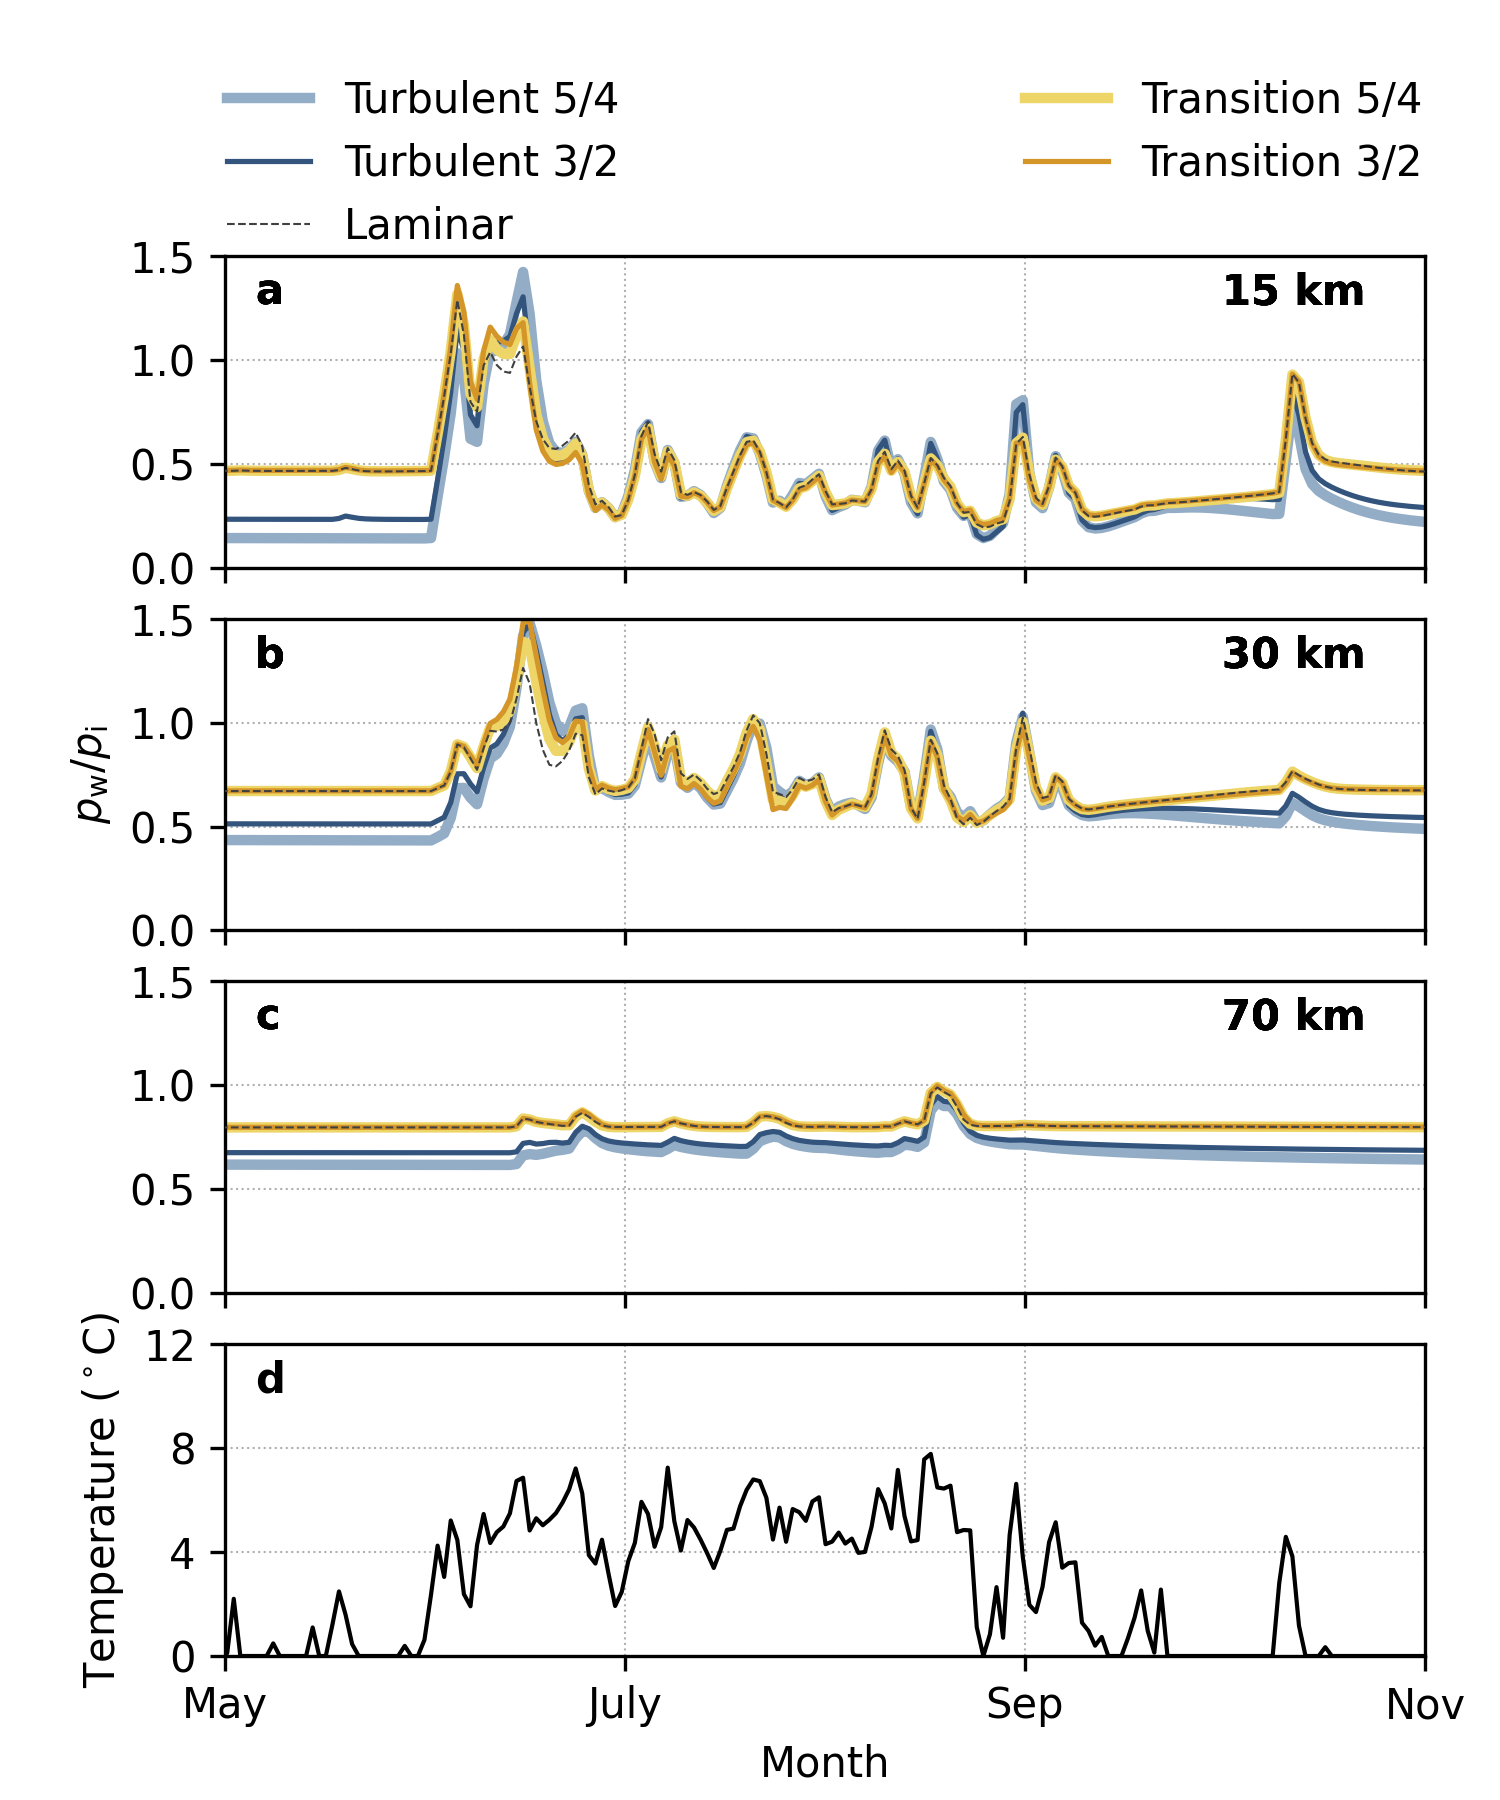 Turbulent 5/4
Transition 5/4
Turbulent 3/2
Transition 3/2
Laminar
1.5
a
15 km
1.0
0.5
0.0
1.5
b
30 km
1.0
p_w/p_i
0.5
0.0
1.5
c
70 km
1.0
0.5
0.0
12
d
8
Temperature (°C)
4
0
May
July
Sep
Nov
Month